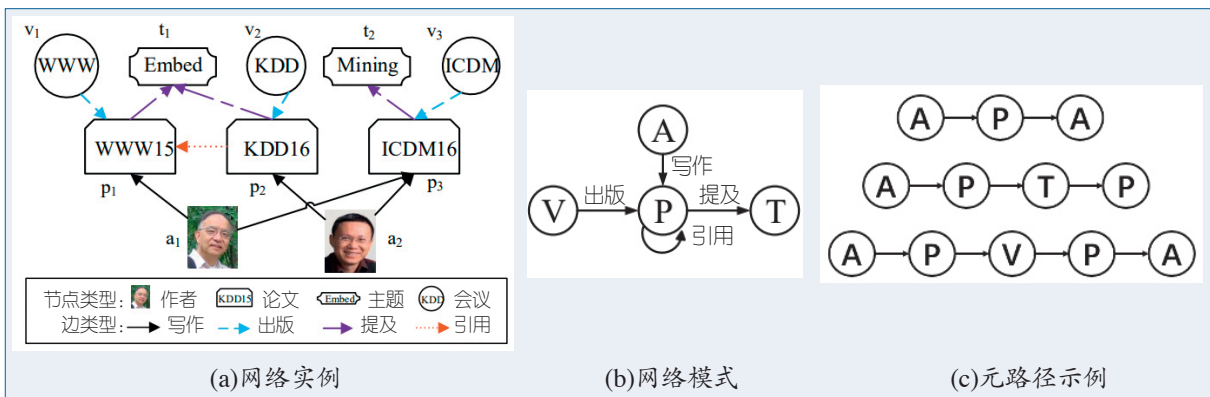 v1 t1 v2 t2 v3
WWW Embed KDD Mining ICDM
WWW15 KDD16 ICDM16
p1 p2 p3
a1 a2
节点类型: 作者 KDD15 论文 Embed 主题 KDD 会议
边类型: 写作 出版 提及 引用
(a)网络实例
A
写作
V 出版 P 提及 T
引用
(b)网络模式
A P A
A P T P
A P V P A
(c)元路径示例